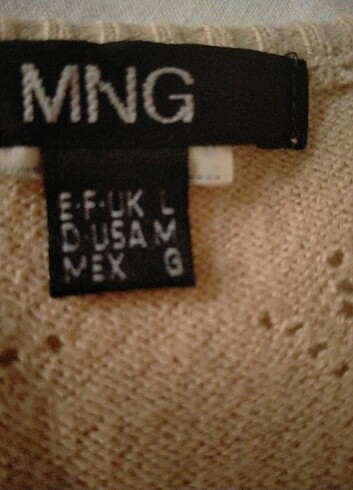 MNG
E·F·UK L
D·USA M
MEX G